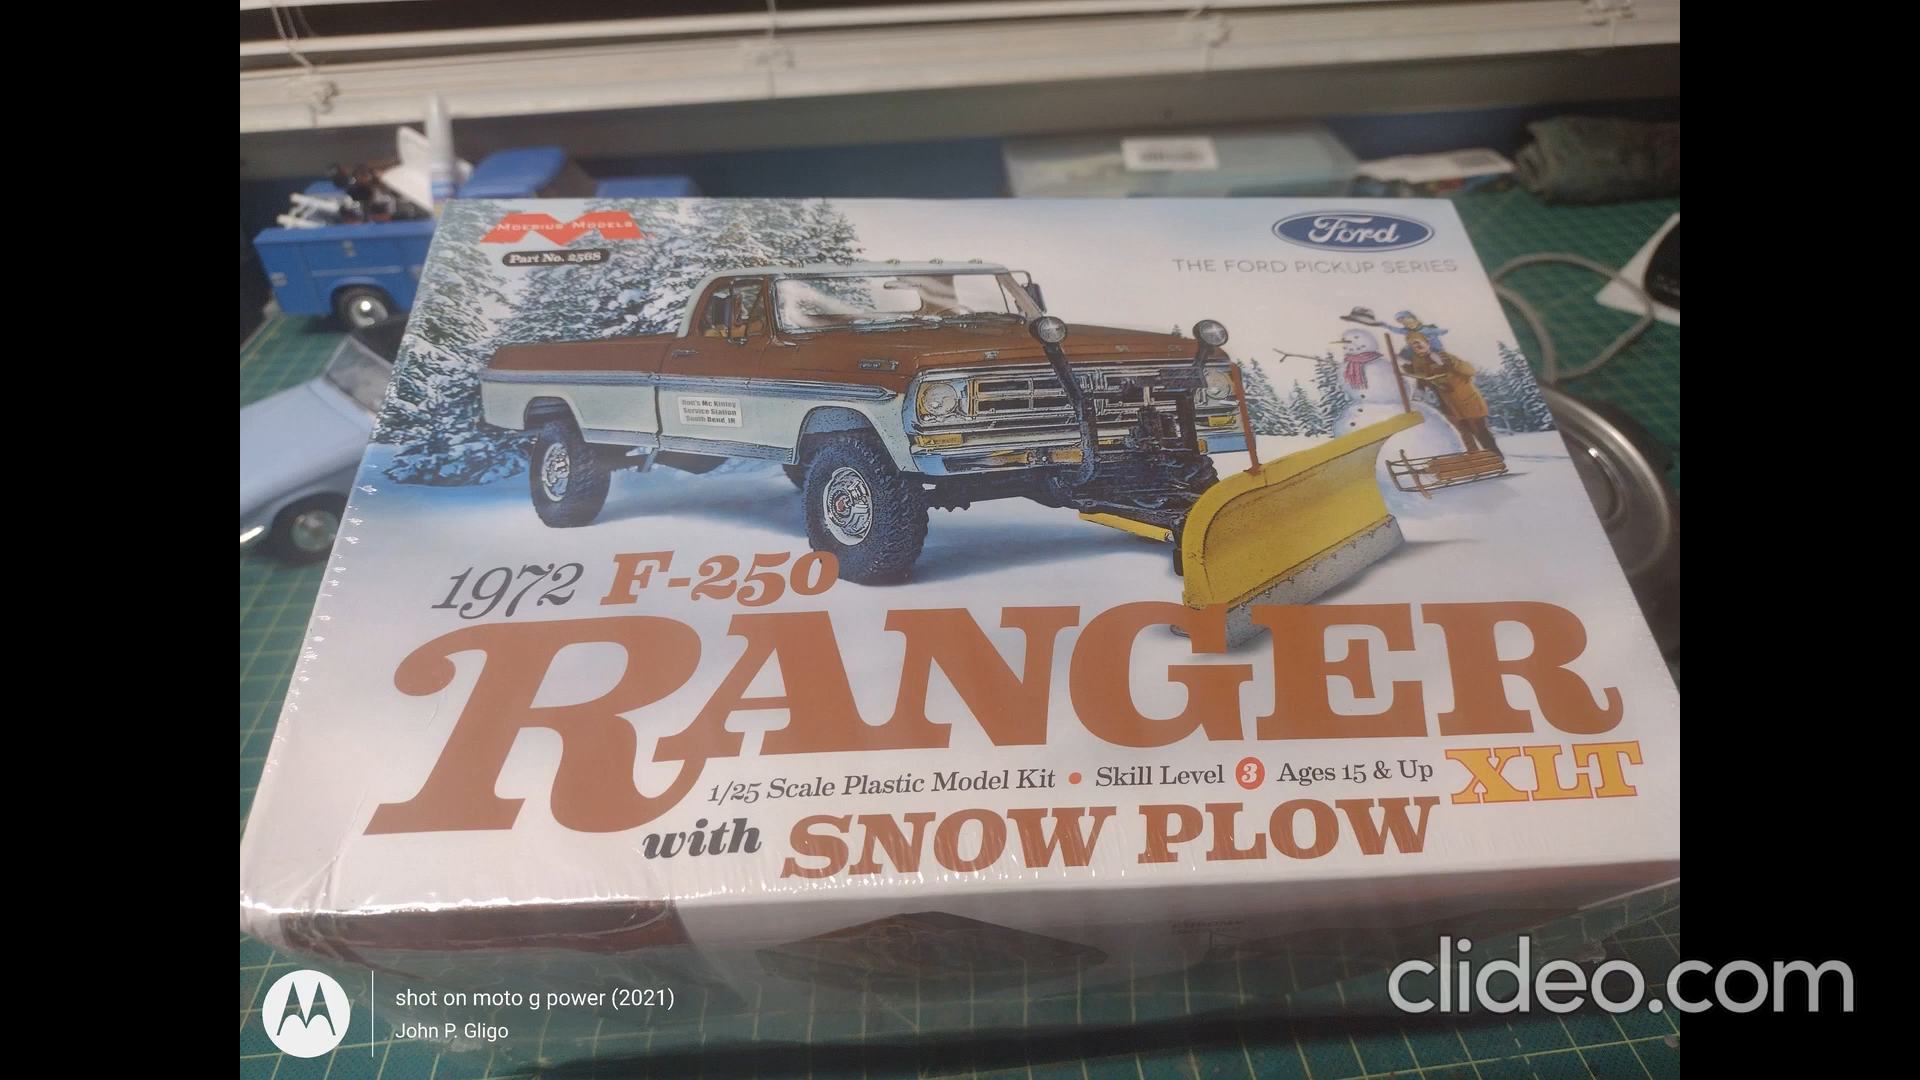 MOEBIUS MODELS
Part No. 2568
Ford
THE FORD PICKUP SERIES
Ron's Mc Kinley
Service Station
South Bend, IN
1972 F-250
RANGER
XLT
1/25 Scale Plastic Model Kit • Skill Level 3 Ages 15 & Up
with SNOW PLOW
shot on moto g power (2021)
John P. Gligo
clideo.com